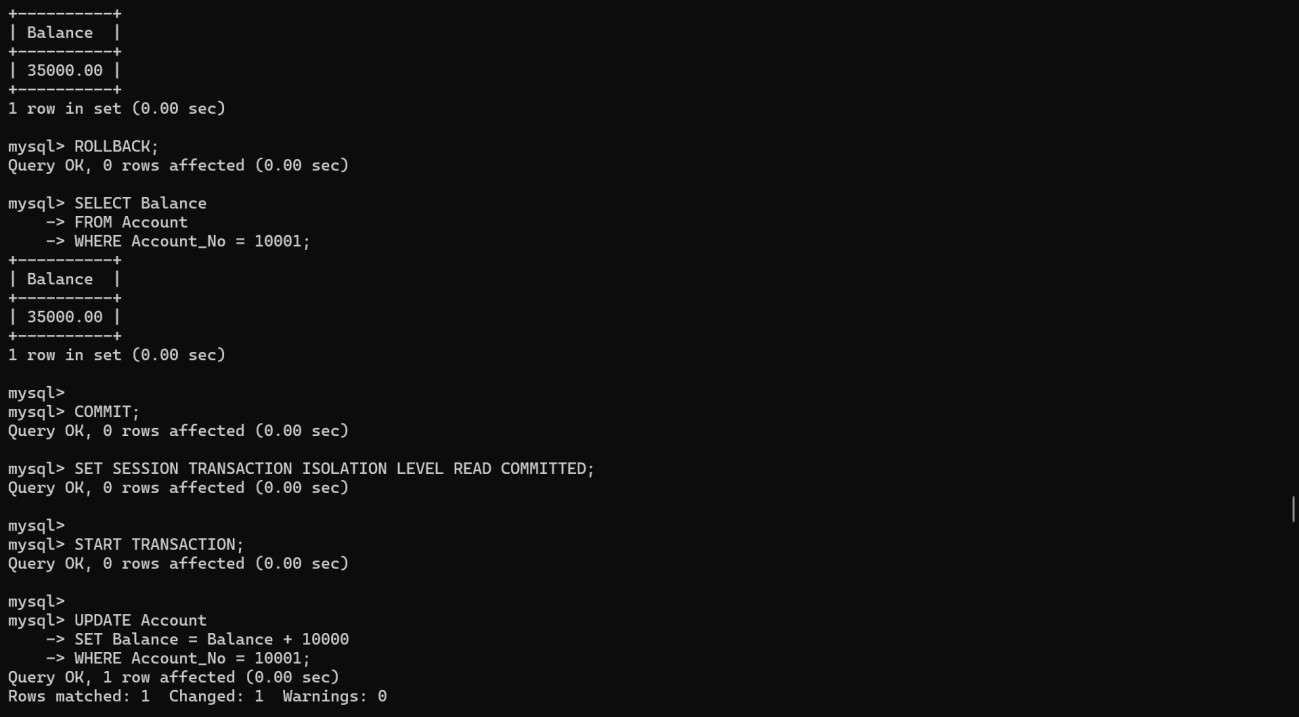 +----------+
| Balance  |
+----------+
| 35000.00 |
+----------+
1 row in set (0.00 sec)

mysql> ROLLBACK;
Query OK, 0 rows affected (0.00 sec)

mysql> SELECT Balance
    -> FROM Account
    -> WHERE Account_No = 10001;
+----------+
| Balance  |
+----------+
| 35000.00 |
+----------+
1 row in set (0.00 sec)

mysql>
mysql> COMMIT;
Query OK, 0 rows affected (0.00 sec)

mysql> SET SESSION TRANSACTION ISOLATION LEVEL READ COMMITTED;
Query OK, 0 rows affected (0.00 sec)

mysql>
mysql> START TRANSACTION;
Query OK, 0 rows affected (0.00 sec)

mysql>
mysql> UPDATE Account
    -> SET Balance = Balance + 10000
    -> WHERE Account_No = 10001;
Query OK, 1 row affected (0.00 sec)
Rows matched: 1  Changed: 1  Warnings: 0